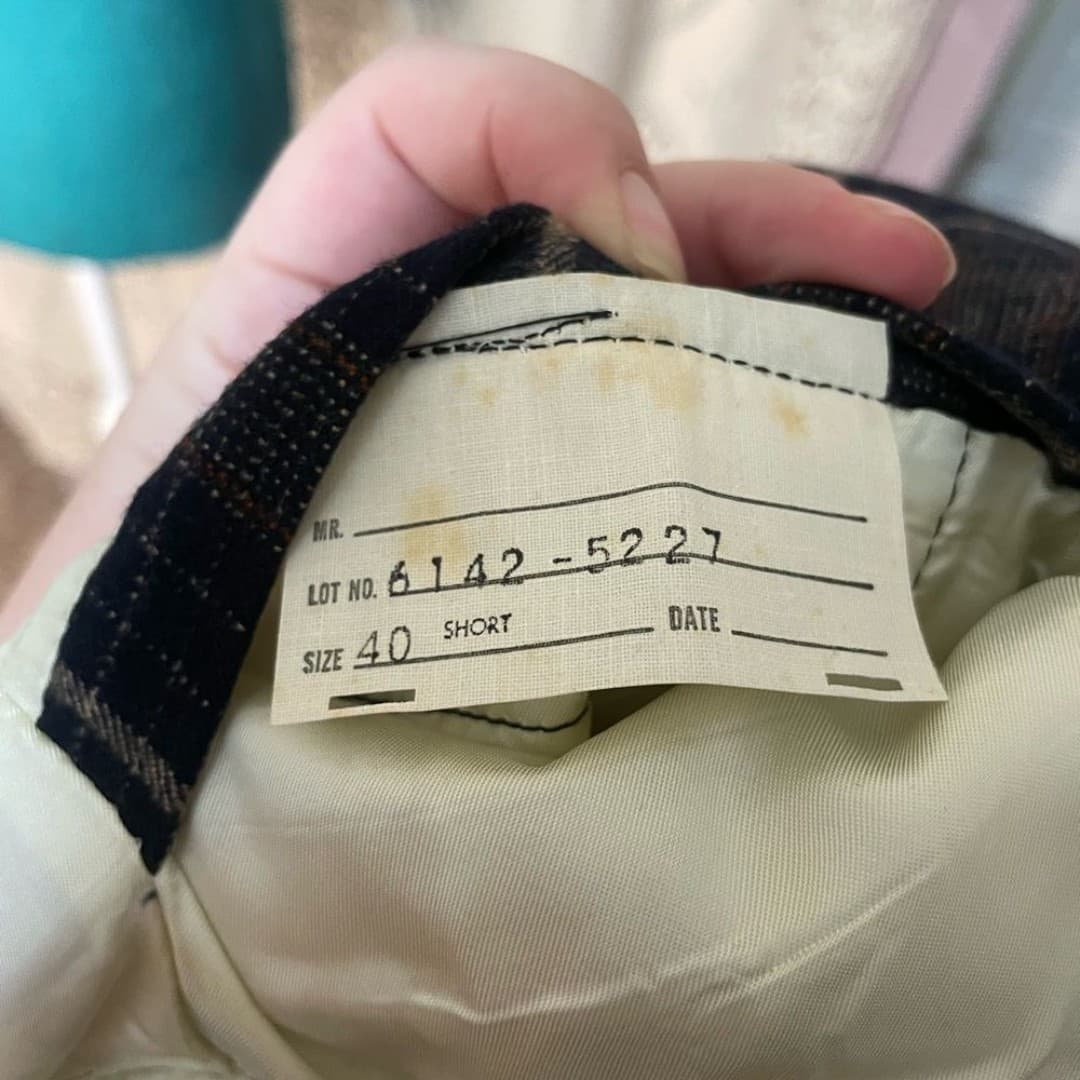 MR.
LOT NO. 6142-5227
SIZE 40 SHORT DATE